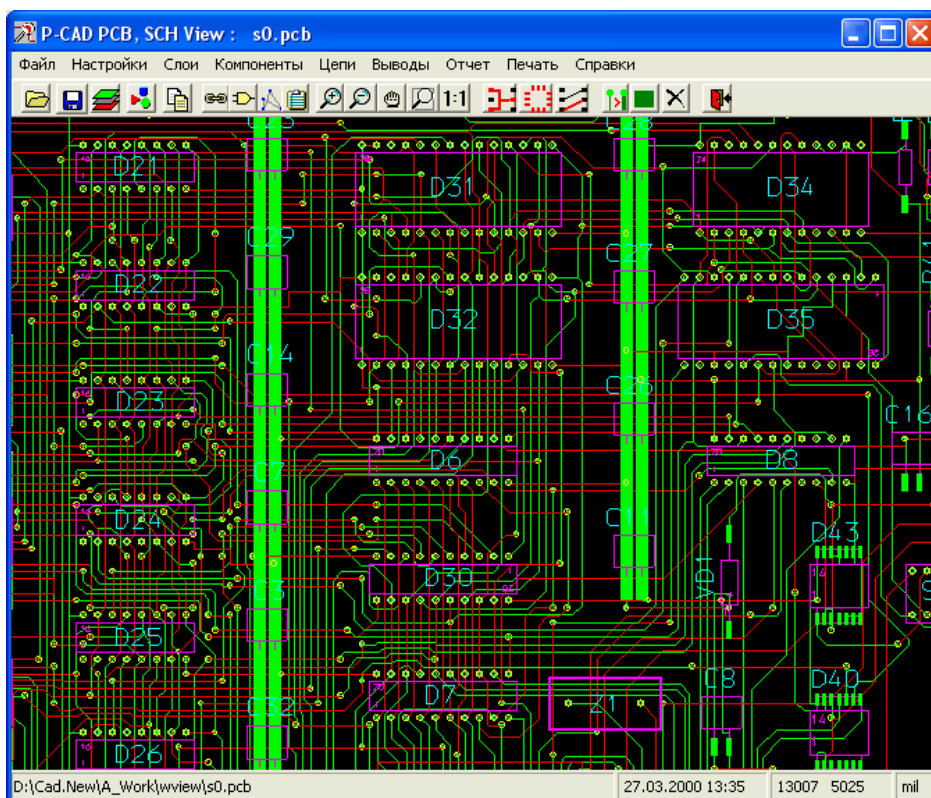 P-CAD PCB, SCH View : s0.pcb
Файл Настройки Слои Компоненты Цепи Выводы Отчет Печать Справки
1:1
D21 D31 D34
C29 C27
D22 D32 D35
C14 C26
D23 C16
C7 D6 D8
D24 C11 D43
C3 D30 VD1 14
D25
C32 D7 Z1 C8 D40
14
D26
D:\Cad.New\A_Work\wview\s0.pcb 27.03.2000 13:35 13007 5025 mil